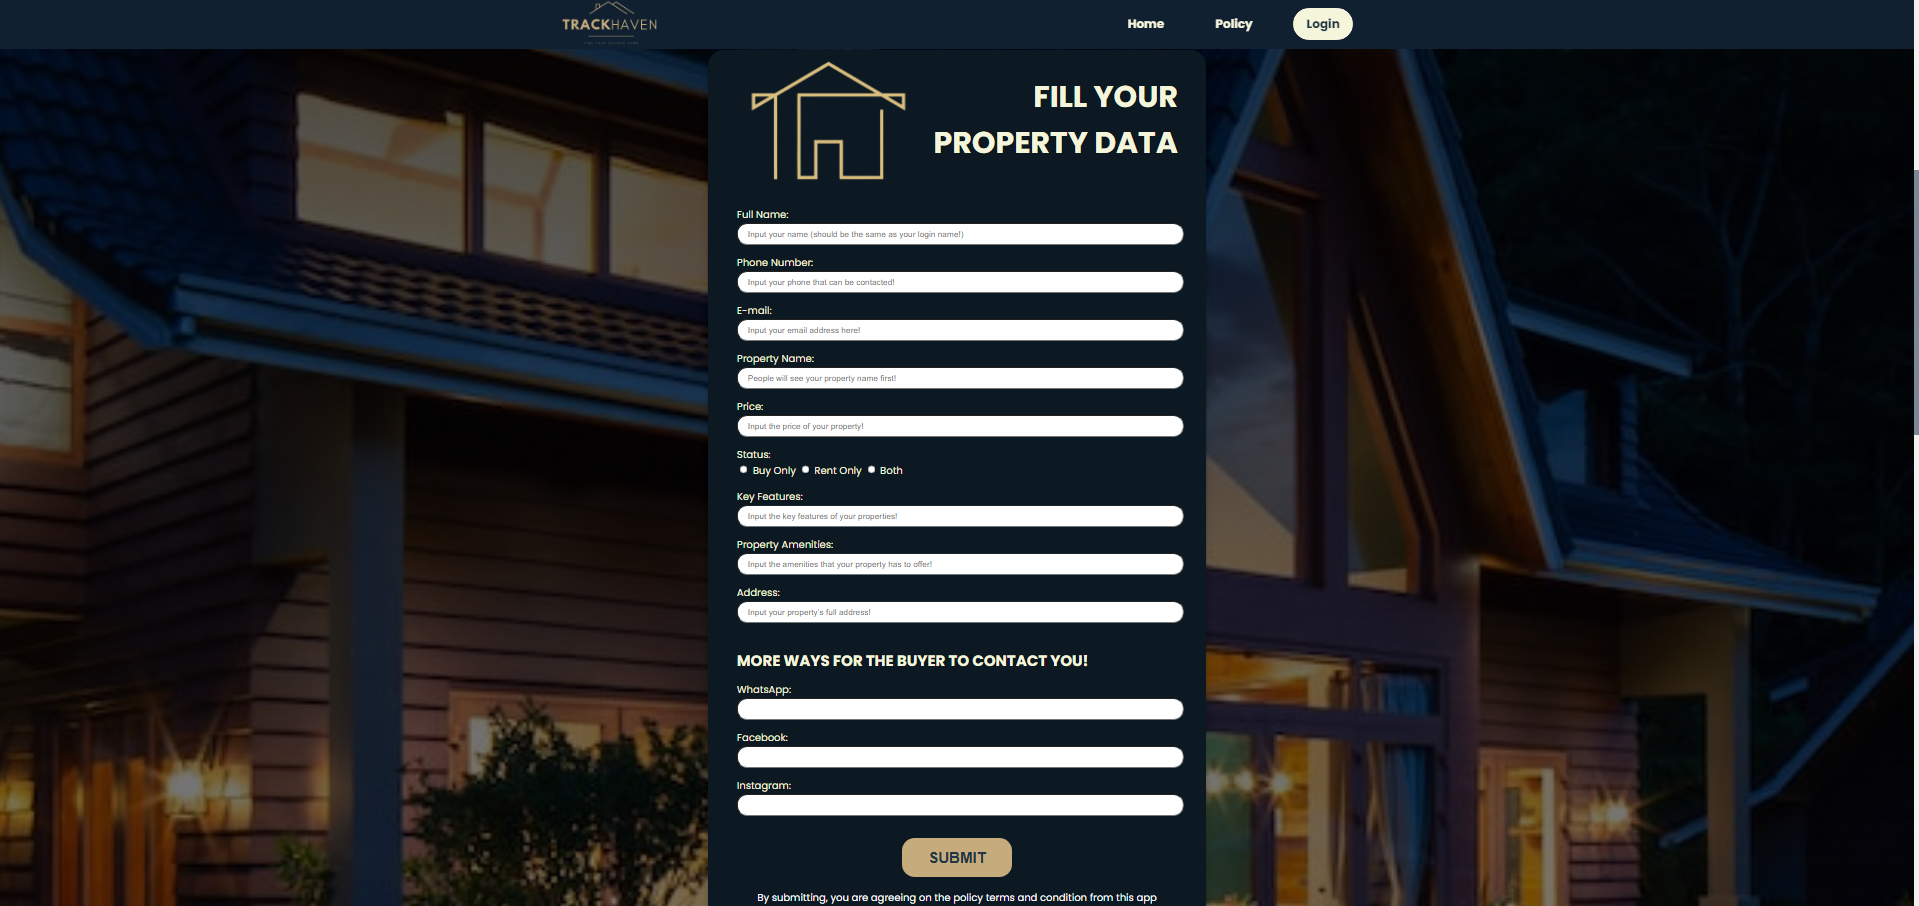 TRACKHAVEN
Home
Policy
Login
FILL YOUR
PROPERTY DATA
Full Name:
Input your name (should be the same as your login name!)
Phone Number:
Input your phone that can be contacted!
E-mail:
Input your email address here!
Property Name:
People will see your property name first!
Price:
Input the price of your property!
Status:
Buy Only Rent Only Both
Key Features:
Input the key features of your properties!
Property Amenities:
Input the amenities that your property has to offer!
Address:
Input your property's full address!
MORE WAYS FOR THE BUYER TO CONTACT YOU!
WhatsApp:
Facebook:
Instagram:
SUBMIT
By submitting, you are agreeing on the policy terms and condition from this app